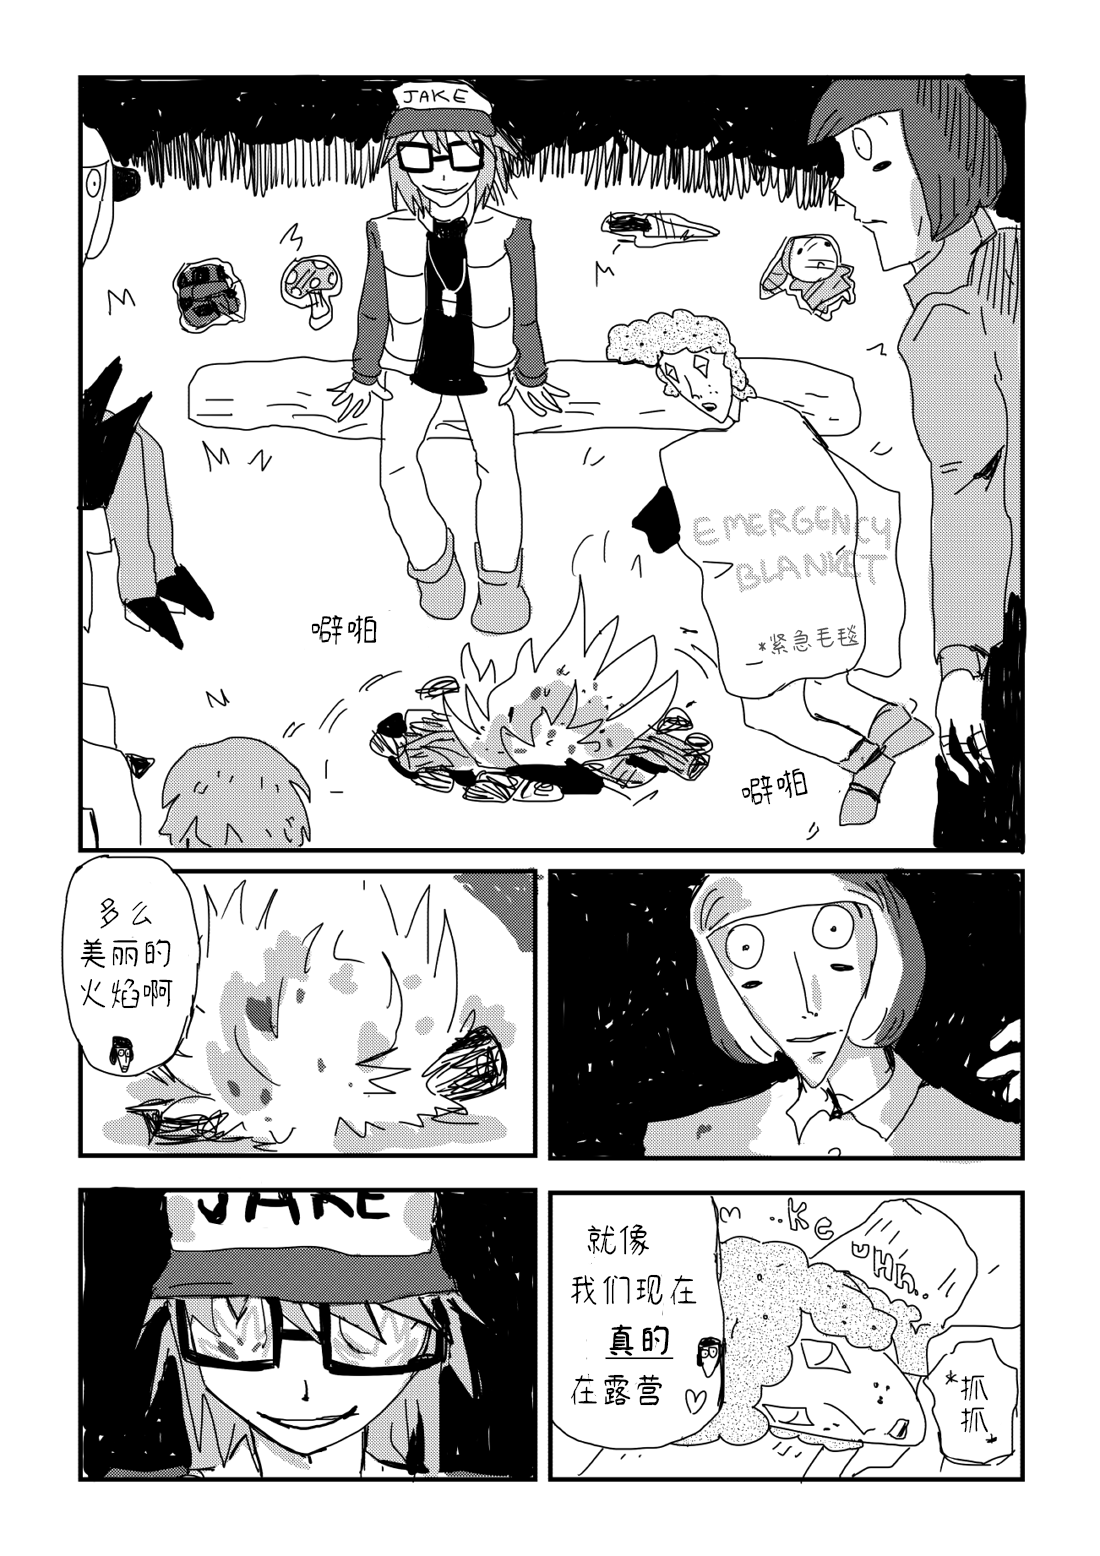 JAKE
EMERGENCY
BLANKET
*紧急毛毯
噼啪
噼啪
多么
美丽的
火焰啊
JAKE
就像
我们现在
真的
在露营
..Ke
UHh..
*抓
抓*